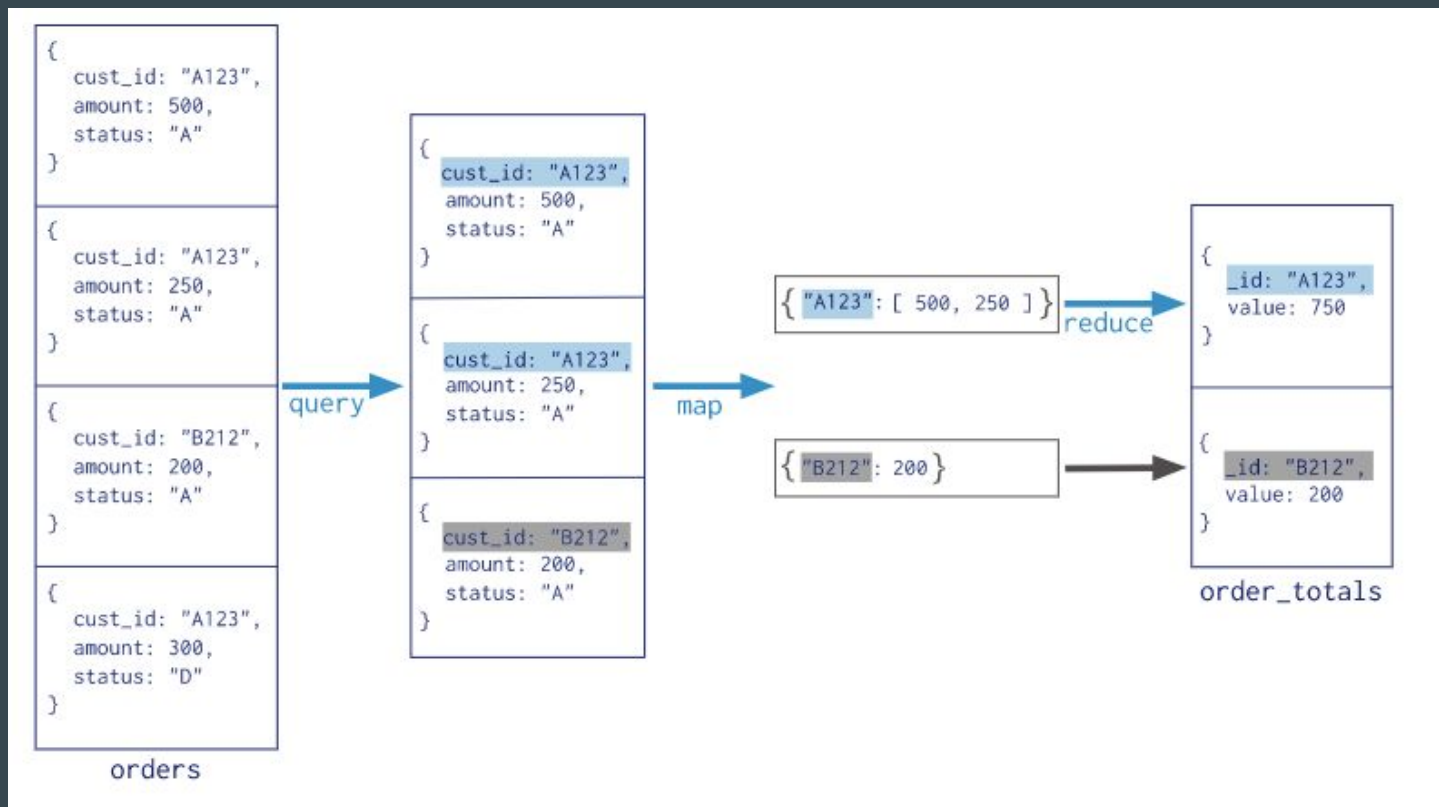 {
cust_id: "A123",
amount: 500,
status: "A"
}
{
cust_id: "A123",
amount: 250,
status: "A"
}
{
cust_id: "B212",
amount: 200,
status: "A"
}
{
cust_id: "A123",
amount: 300,
status: "D"
}
orders
query
{
cust_id: "A123",
amount: 500,
status: "A"
}
{
cust_id: "A123",
amount: 250,
status: "A"
}
{
cust_id: "B212",
amount: 200,
status: "A"
}
map
{ "A123": [ 500, 250 ] }
{ "B212": 200 }
reduce
{
_id: "A123",
value: 750
}
{
_id: "B212",
value: 200
}
order_totals